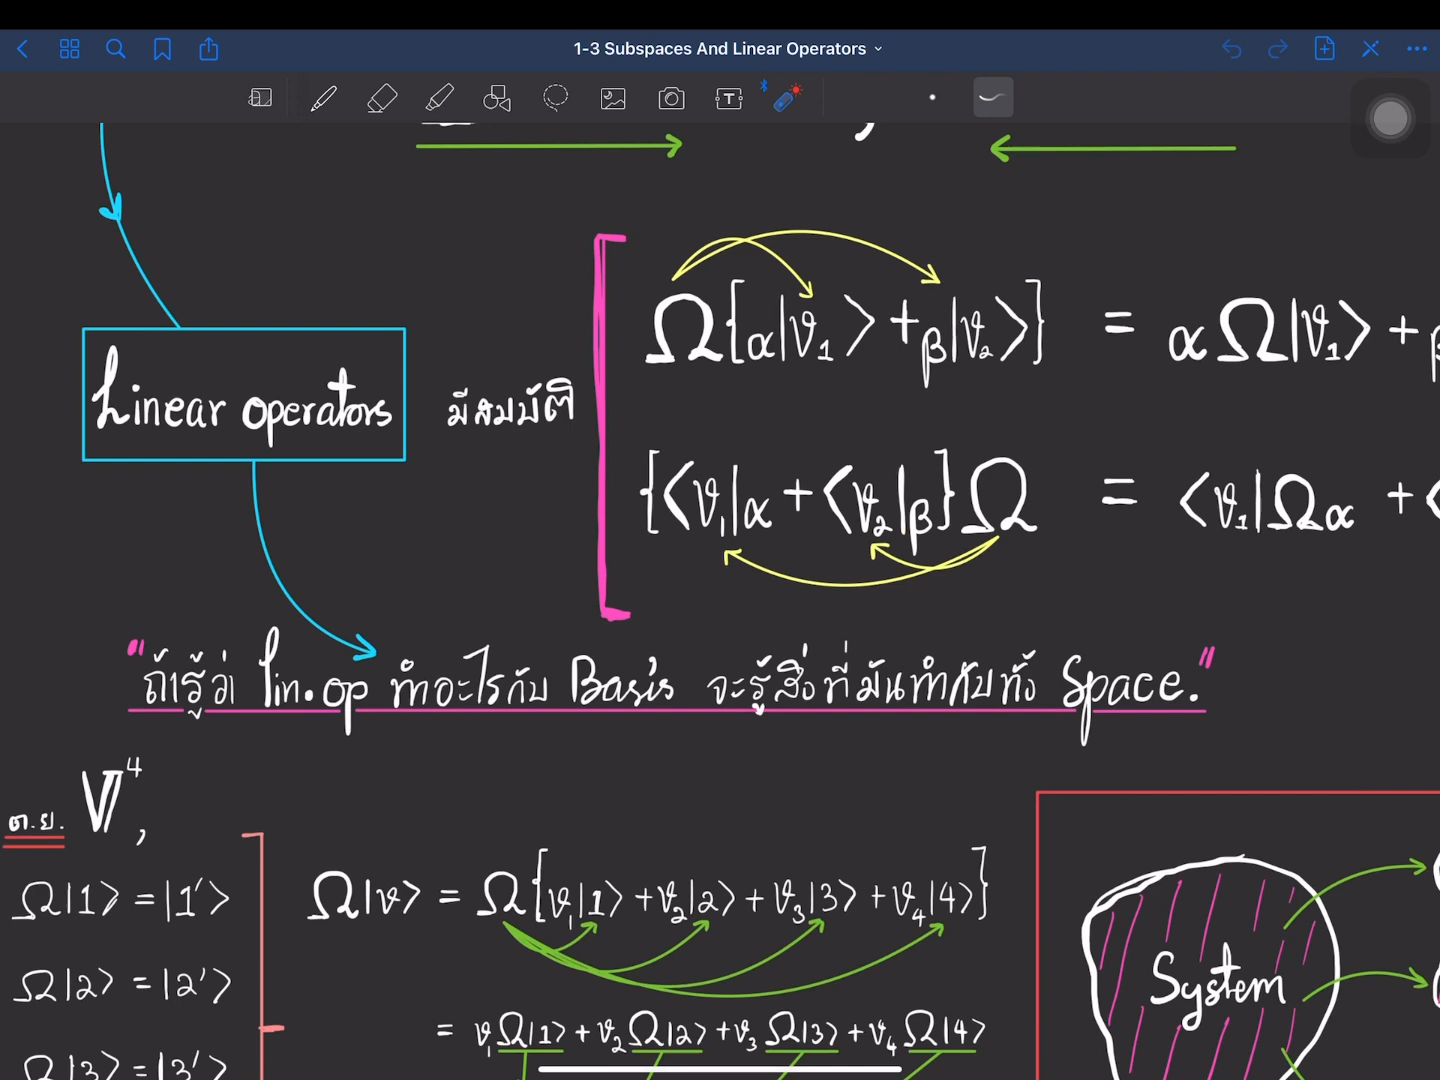 1-3 Subspaces And Linear Operators
T
Ω{α|v₁> + β|v₂>} = αΩ|v₁> + β
Linear operators มีสมบัติ
{<v₁|α + <v₂|β}Ω = <v₁|Ωα + <
"ถ้ารู้ว่า lin.op ทำอะไรกับ Basis จะรู้สิ่งที่มันทำกับทั้ง Space."
ต.ย. V⁴,
Ω|1> = |1'>
Ω|v> = Ω{v₁|1> + v₂|2> + v₃|3> + v₄|4>}
Ω|2> = |2'>
System
= v₁Ω|1> + v₂Ω|2> + v₃Ω|3> + v₄Ω|4>
Ω|3> = |3'>